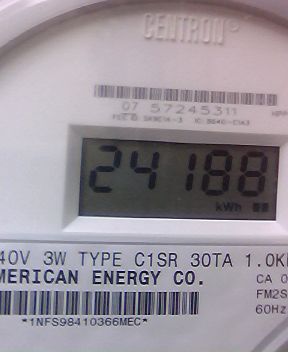 CENTRON®
07 57245311
24188
kWh
40V 3W TYPE C1SR 30TA 1.0K
MERICAN ENERGY CO.
CA 0
FM2S
60Hz
*1NFS98410366MEC*